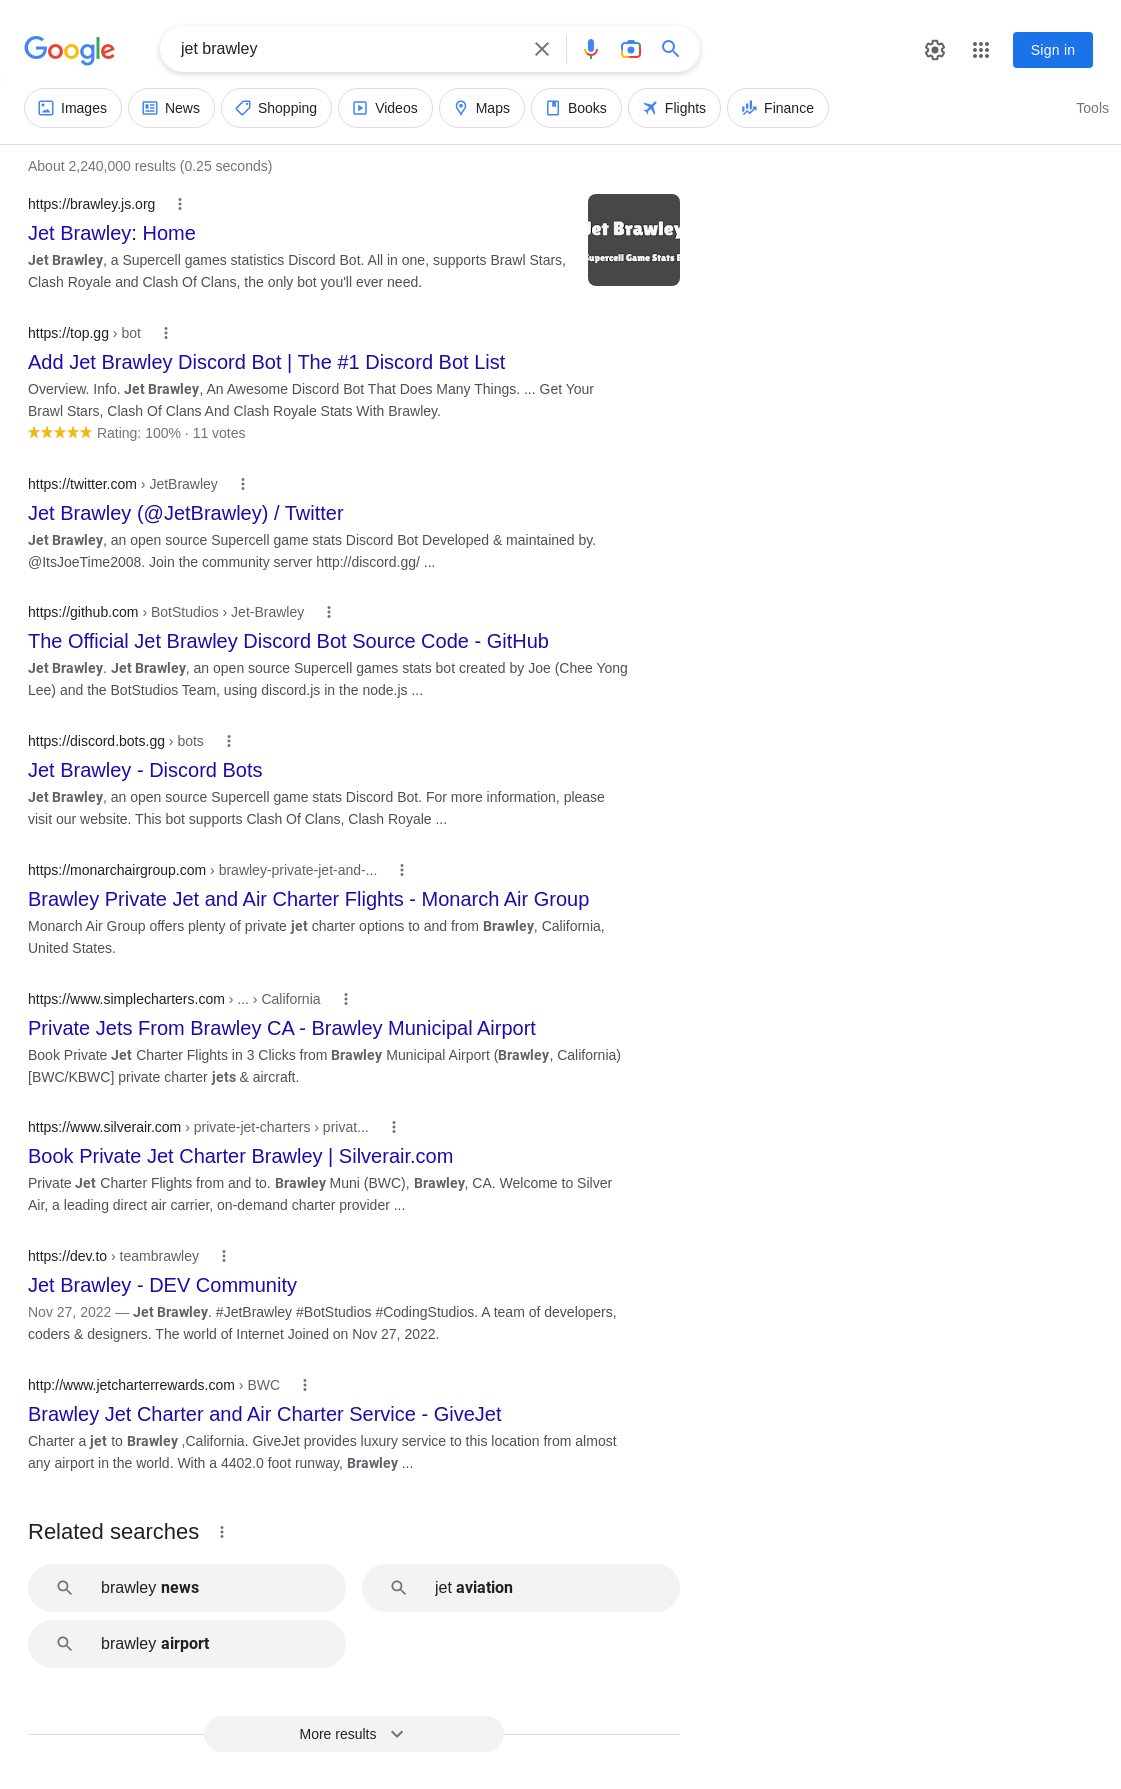 Google
jet brawley
Sign in
Images
News
Shopping
Videos
Maps
Books
Flights
Finance
Tools
About 2,240,000 results (0.25 seconds)
https://brawley.js.org
Jet Brawley: Home
Jet Brawley, a Supercell games statistics Discord Bot. All in one, supports Brawl Stars,
Clash Royale and Clash Of Clans, the only bot you'll ever need.
Jet Brawley
Supercell Game Stats B
https://top.gg › bot
Add Jet Brawley Discord Bot | The #1 Discord Bot List
Overview. Info. Jet Brawley, An Awesome Discord Bot That Does Many Things. ... Get Your
Brawl Stars, Clash Of Clans And Clash Royale Stats With Brawley.
Rating: 100% · 11 votes
https://twitter.com › JetBrawley
Jet Brawley (@JetBrawley) / Twitter
Jet Brawley, an open source Supercell game stats Discord Bot Developed & maintained by.
@ItsJoeTime2008. Join the community server http://discord.gg/ ...
https://github.com › BotStudios › Jet-Brawley
The Official Jet Brawley Discord Bot Source Code - GitHub
Jet Brawley. Jet Brawley, an open source Supercell games stats bot created by Joe (Chee Yong
Lee) and the BotStudios Team, using discord.js in the node.js ...
https://discord.bots.gg › bots
Jet Brawley - Discord Bots
Jet Brawley, an open source Supercell game stats Discord Bot. For more information, please
visit our website. This bot supports Clash Of Clans, Clash Royale ...
https://monarchairgroup.com › brawley-private-jet-and-...
Brawley Private Jet and Air Charter Flights - Monarch Air Group
Monarch Air Group offers plenty of private jet charter options to and from Brawley, California,
United States.
https://www.simplecharters.com › ... › California
Private Jets From Brawley CA - Brawley Municipal Airport
Book Private Jet Charter Flights in 3 Clicks from Brawley Municipal Airport (Brawley, California)
[BWC/KBWC] private charter jets & aircraft.
https://www.silverair.com › private-jet-charters › privat...
Book Private Jet Charter Brawley | Silverair.com
Private Jet Charter Flights from and to. Brawley Muni (BWC), Brawley, CA. Welcome to Silver
Air, a leading direct air carrier, on-demand charter provider ...
https://dev.to › teambrawley
Jet Brawley - DEV Community
Nov 27, 2022 — Jet Brawley. #JetBrawley #BotStudios #CodingStudios. A team of developers,
coders & designers. The world of Internet Joined on Nov 27, 2022.
http://www.jetcharterrewards.com › BWC
Brawley Jet Charter and Air Charter Service - GiveJet
Charter a jet to Brawley ,California. GiveJet provides luxury service to this location from almost
any airport in the world. With a 4402.0 foot runway, Brawley ...
Related searches
brawley news
jet aviation
brawley airport
More results